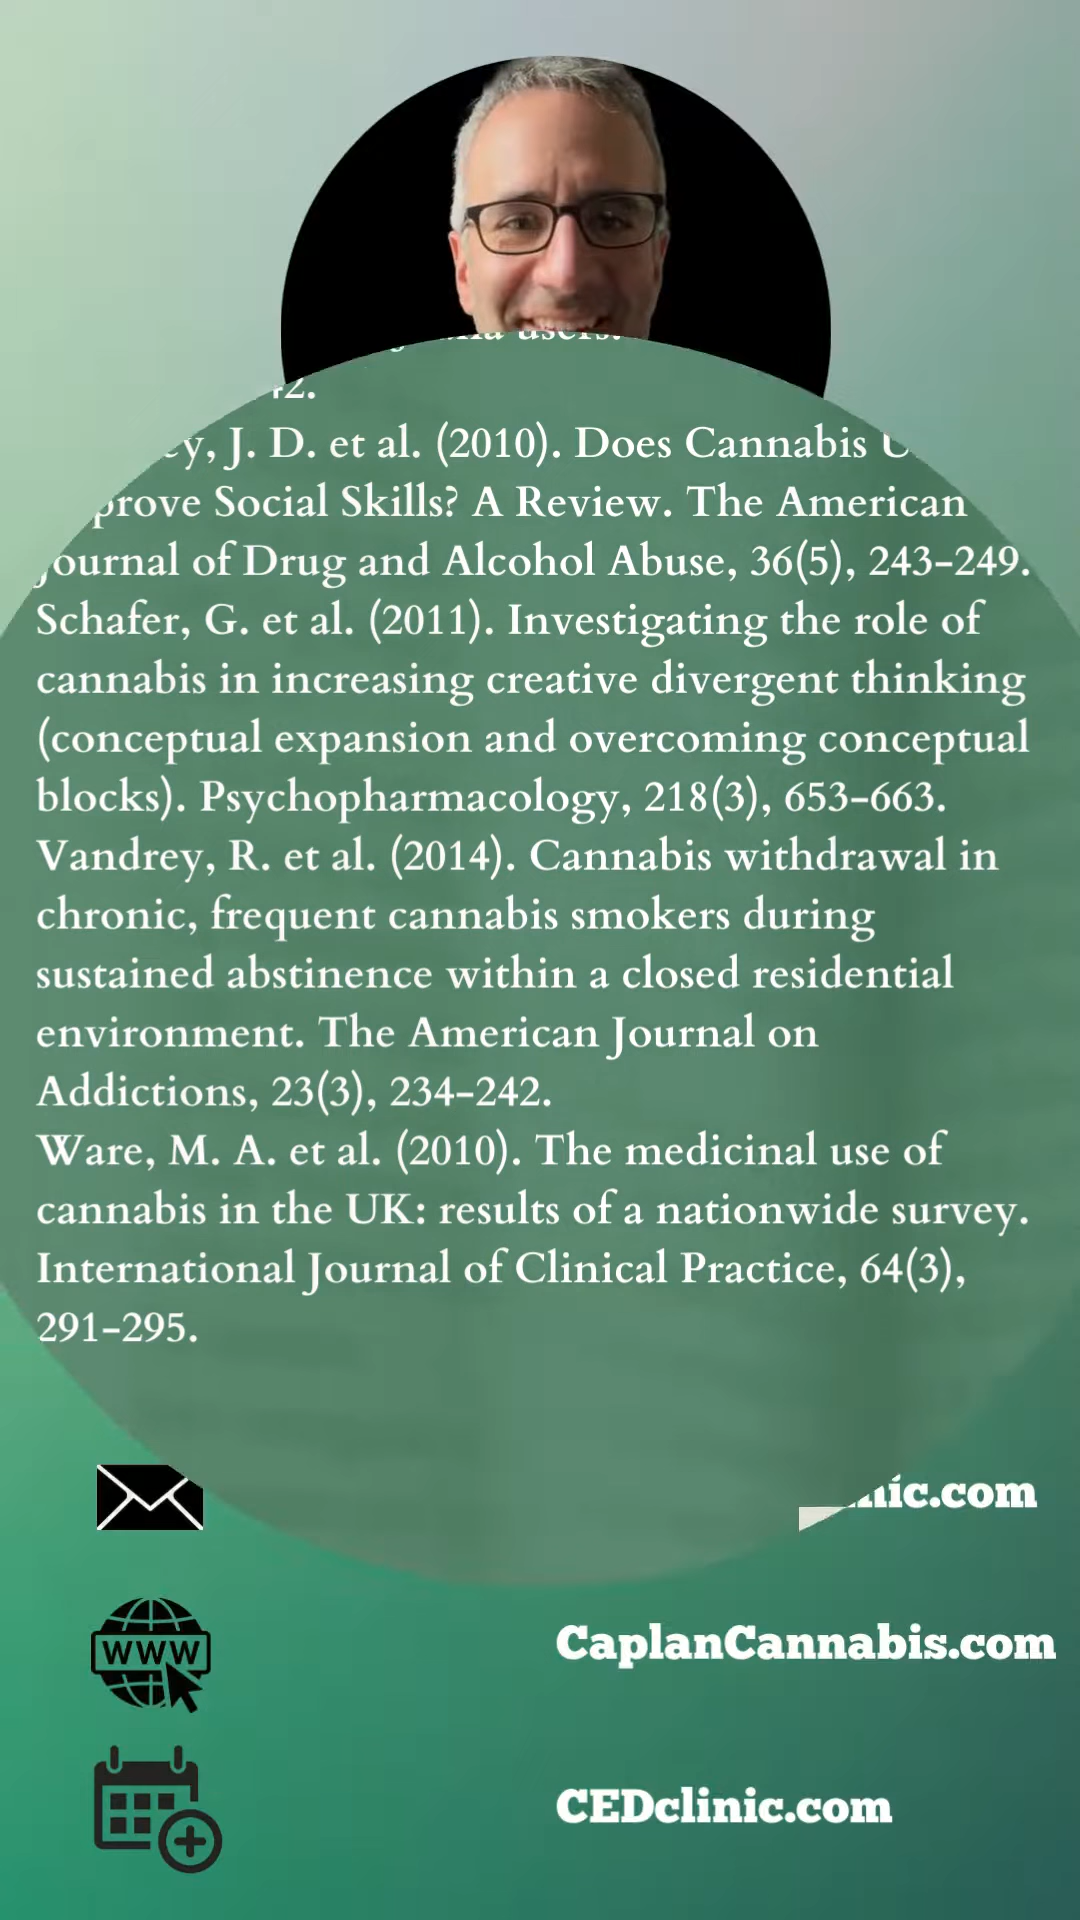 users.
42.
J. D. et al. (2010). Does Cannabis
Social Skills? A Review. The American
Journal of Drug and Alcohol Abuse, 36(5), 243-249.
Schafer, G. et al. (2011). Investigating the role of
cannabis in increasing creative divergent thinking
(conceptual expansion and overcoming conceptual
blocks). Psychopharmacology, 218(3), 653-663.
Vandrey, R. et al. (2014). Cannabis withdrawal in
chronic, frequent cannabis smokers during
sustained abstinence within a closed residential
environment. The American Journal on
Addictions, 23(3), 234-242.
Ware, M. A. et al. (2010). The medicinal use of
cannabis in the UK: results of a nationwide survey.
International Journal of Clinical Practice, 64(3),
291-295.
nic.com
WWW
CaplanCannabis.com
CEDclinic.com